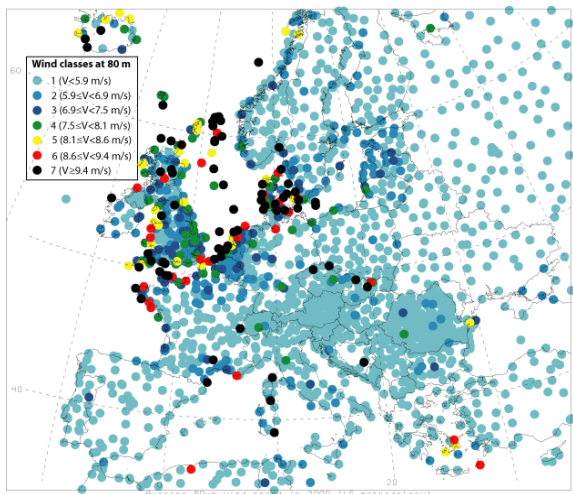 Wind classes at 80 m
1 (V<5.9 m/s)
2 (5.9≤V<6.9 m/s)
3 (6.9≤V<7.5 m/s)
4 (7.5≤V<8.1 m/s)
5 (8.1≤V<8.6 m/s)
6 (8.6≤V<9.4 m/s)
7 (V≥9.4 m/s)
60
40
20